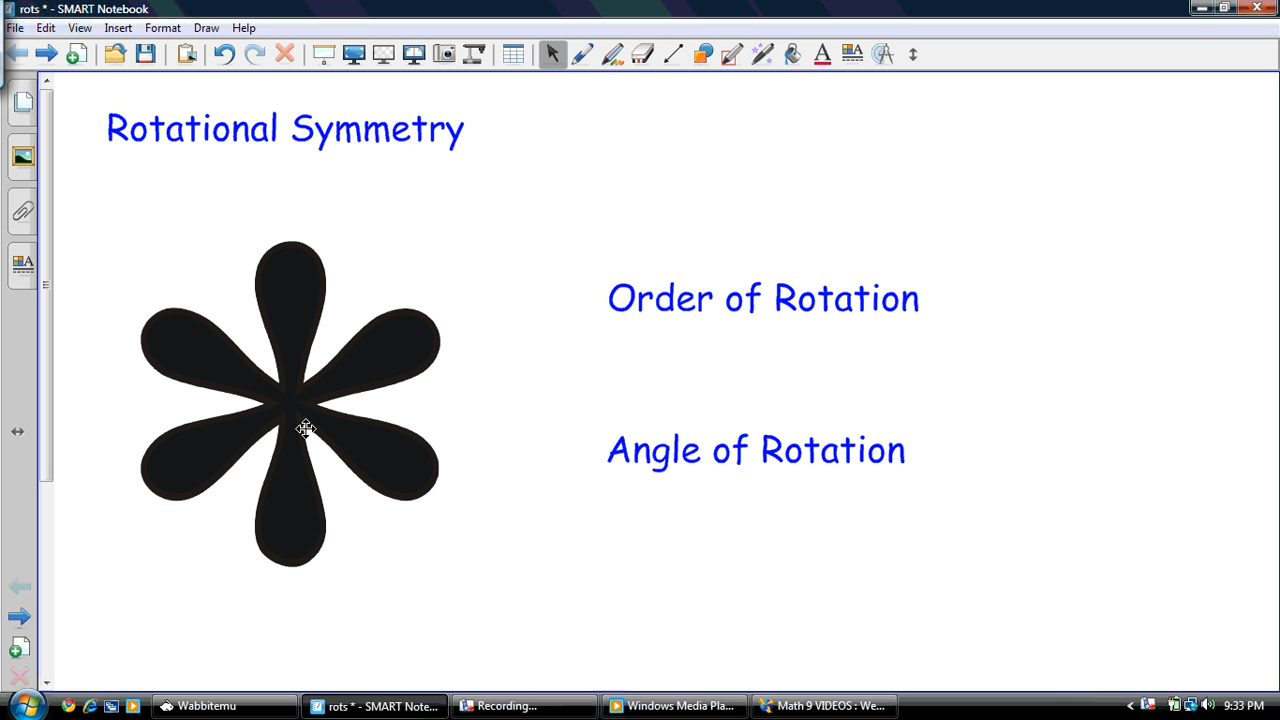 rots * - SMART Notebook
File Edit View Insert Format Draw Help
Rotational Symmetry
Order of Rotation
Angle of Rotation
Wabbitemu
rots * - SMART Note...
Recording...
Windows Media Pla...
Math 9 VIDEOS : We...
9:33 PM